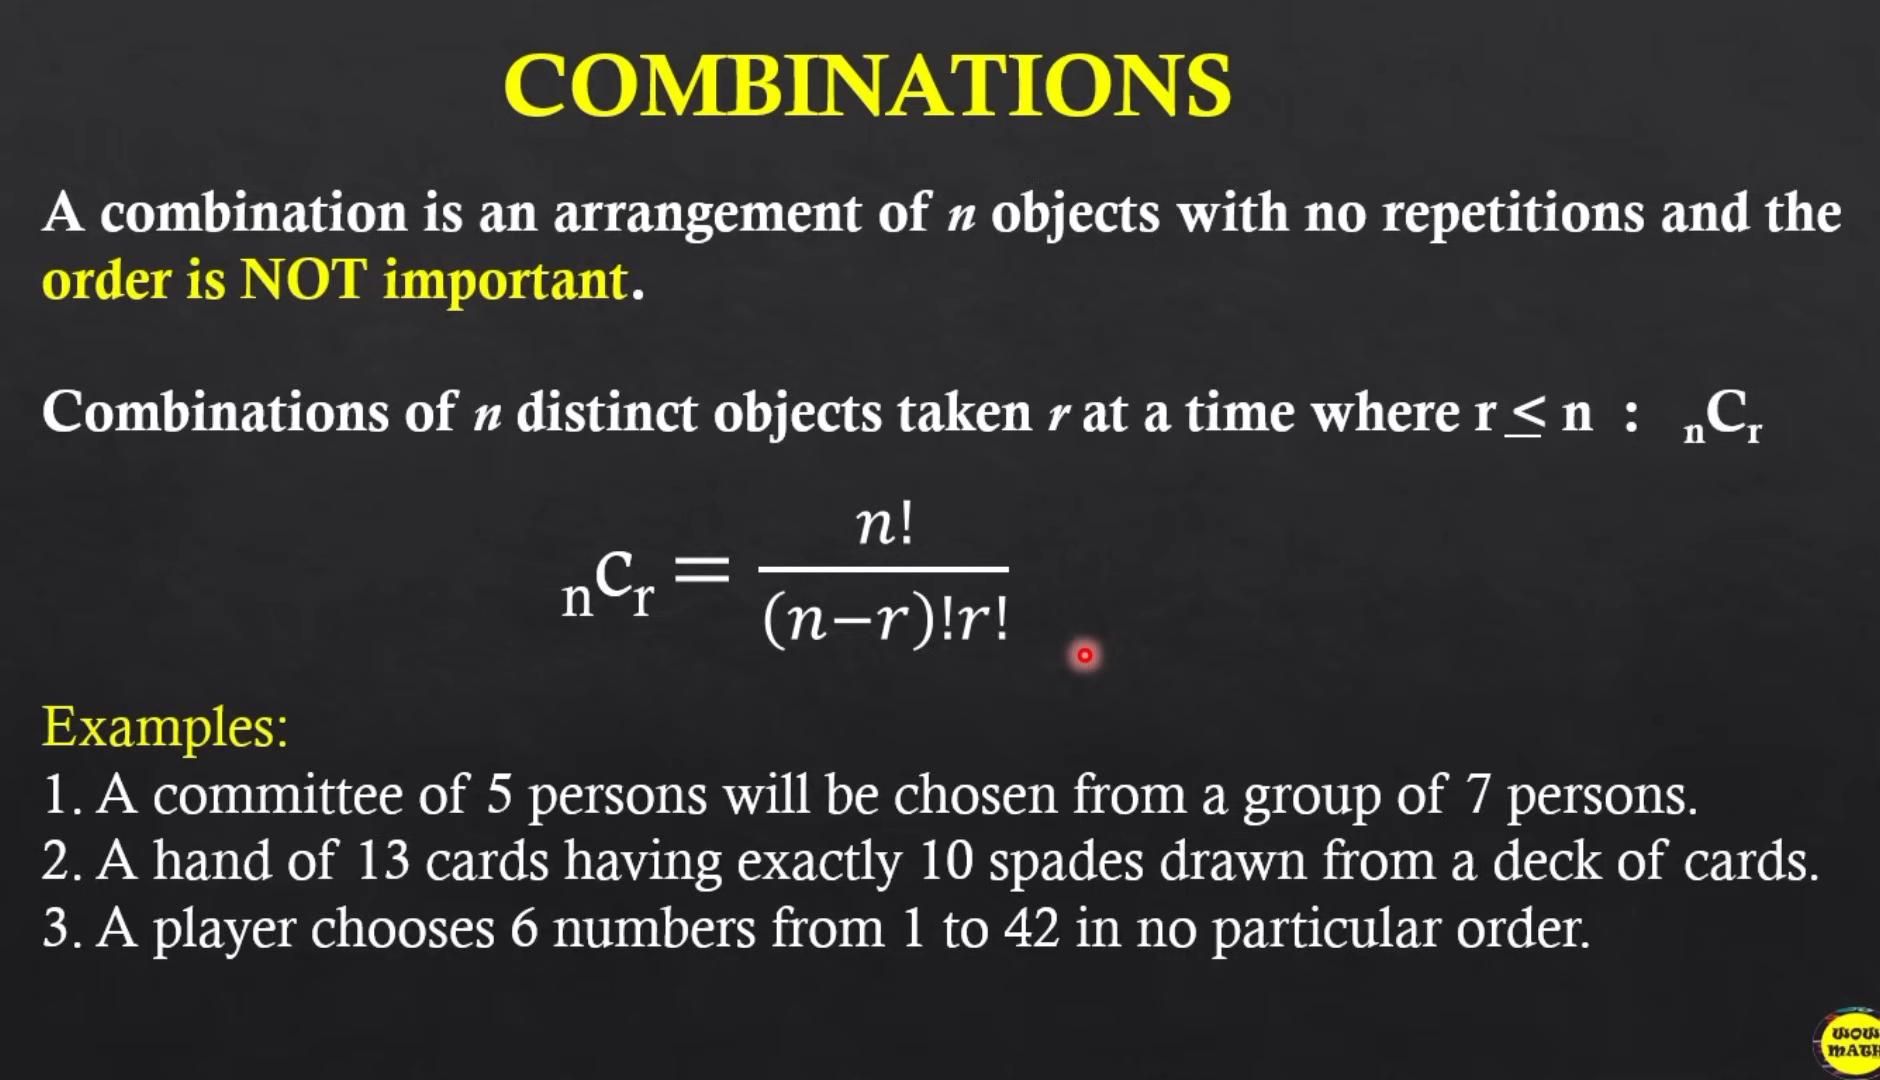 COMBINATIONS
A combination is an arrangement of n objects with no repetitions and the
order is NOT important.
Combinations of n distinct objects taken r at a time where r ≤ n : ₙCᵣ
ₙCᵣ = n! / (n−r)!r!
Examples:
1. A committee of 5 persons will be chosen from a group of 7 persons.
2. A hand of 13 cards having exactly 10 spades drawn from a deck of cards.
3. A player chooses 6 numbers from 1 to 42 in no particular order.
WOW
MATH